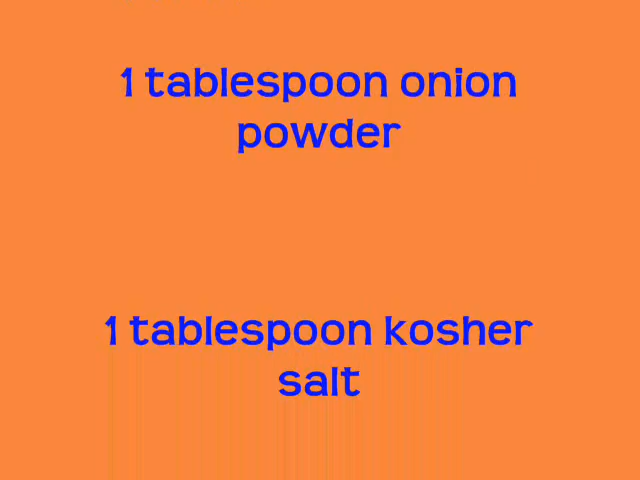 1 tablespoon onion
powder
1 tablespoon kosher
salt